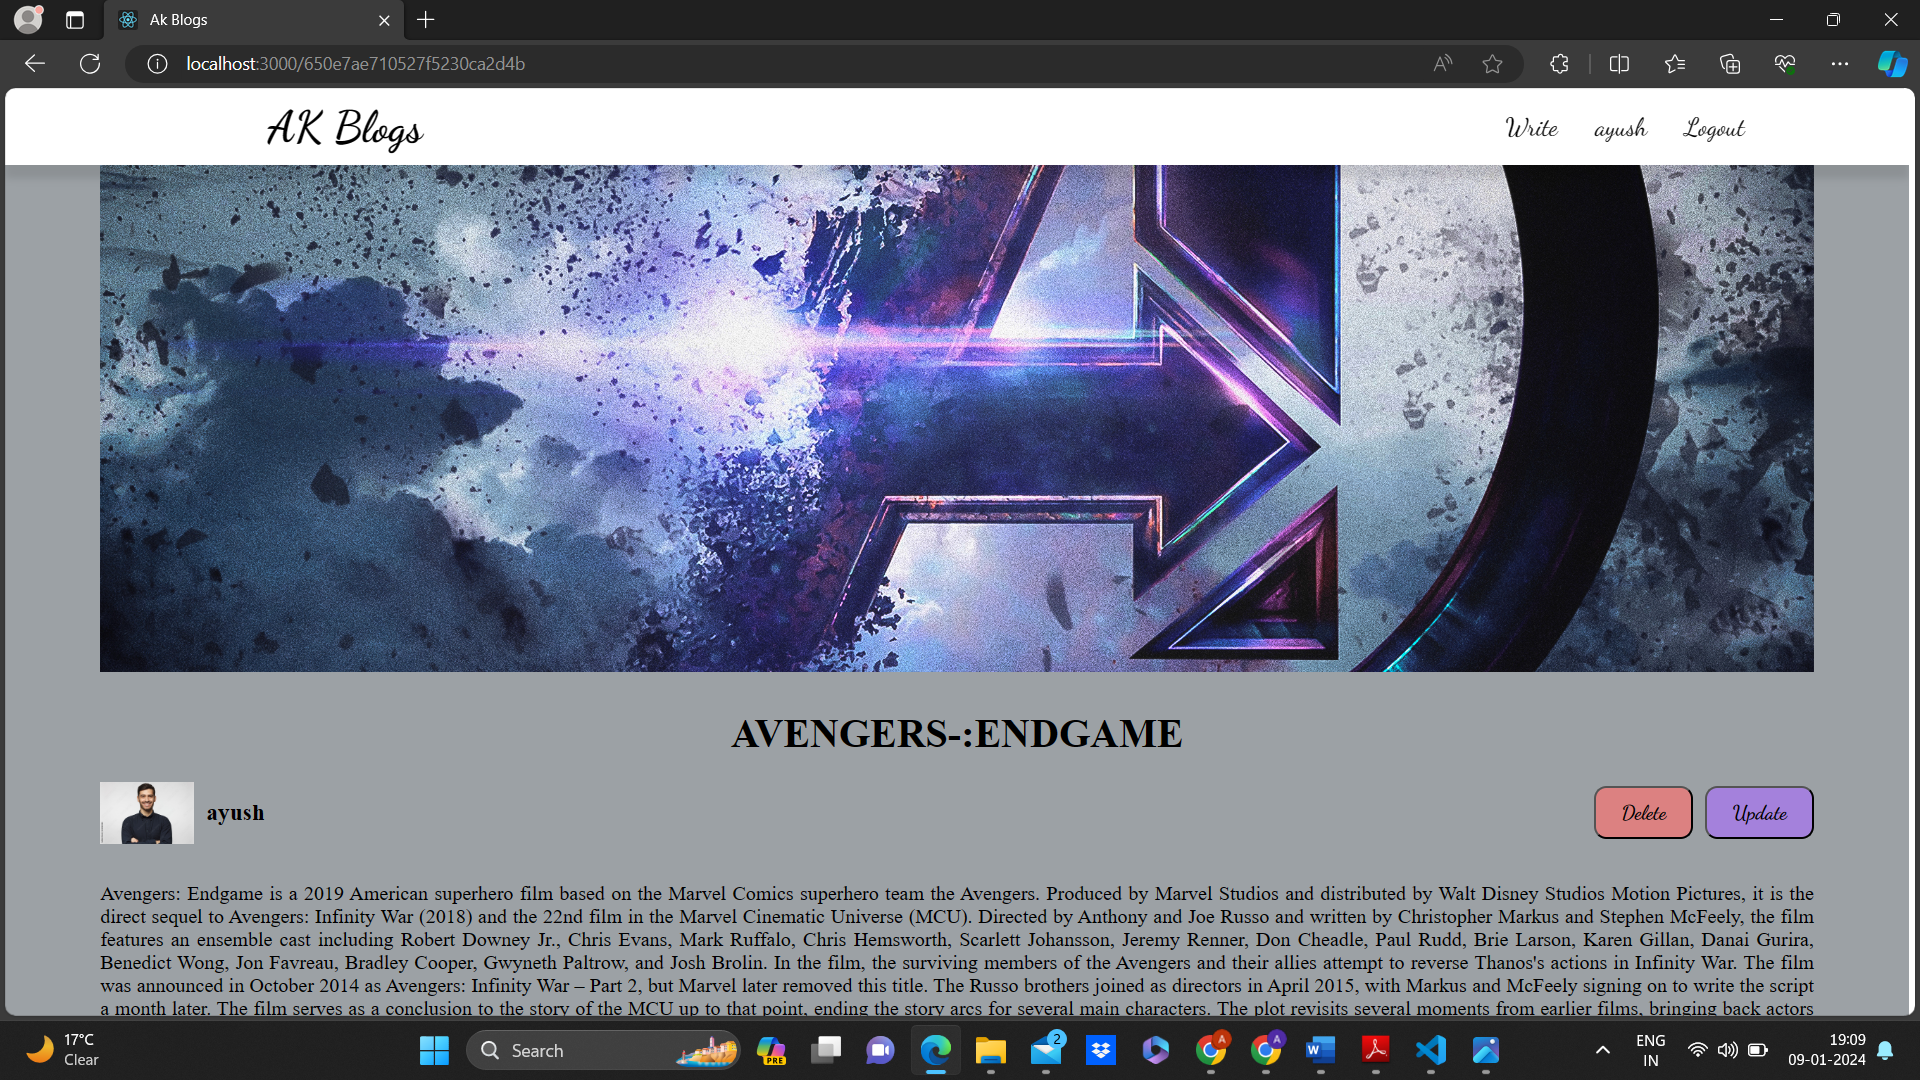 Ak Blogs
localhost:3000/650e7ae710527f5230ca2d4b
AK Blogs
Write ayush Logout
AVENGERS-:ENDGAME
ayush
Delete Update
Avengers: Endgame is a 2019 American superhero film based on the Marvel Comics superhero team the Avengers. Produced by Marvel Studios and distributed by Walt Disney Studios Motion Pictures, it is the
direct sequel to Avengers: Infinity War (2018) and the 22nd film in the Marvel Cinematic Universe (MCU). Directed by Anthony and Joe Russo and written by Christopher Markus and Stephen McFeely, the film
features an ensemble cast including Robert Downey Jr., Chris Evans, Mark Ruffalo, Chris Hemsworth, Scarlett Johansson, Jeremy Renner, Don Cheadle, Paul Rudd, Brie Larson, Karen Gillan, Danai Gurira,
Benedict Wong, Jon Favreau, Bradley Cooper, Gwyneth Paltrow, and Josh Brolin. In the film, the surviving members of the Avengers and their allies attempt to reverse Thanos's actions in Infinity War. The film
was announced in October 2014 as Avengers: Infinity War – Part 2, but Marvel later removed this title. The Russo brothers joined as directors in April 2015, with Markus and McFeely signing on to write the script
a month later. The film serves as a conclusion to the story of the MCU up to that point, ending the story arcs for several main characters. The plot revisits several moments from earlier films, bringing back actors
17°C
Clear
Search
PRE
2
A
A
W
ENG
IN
19:09
09-01-2024